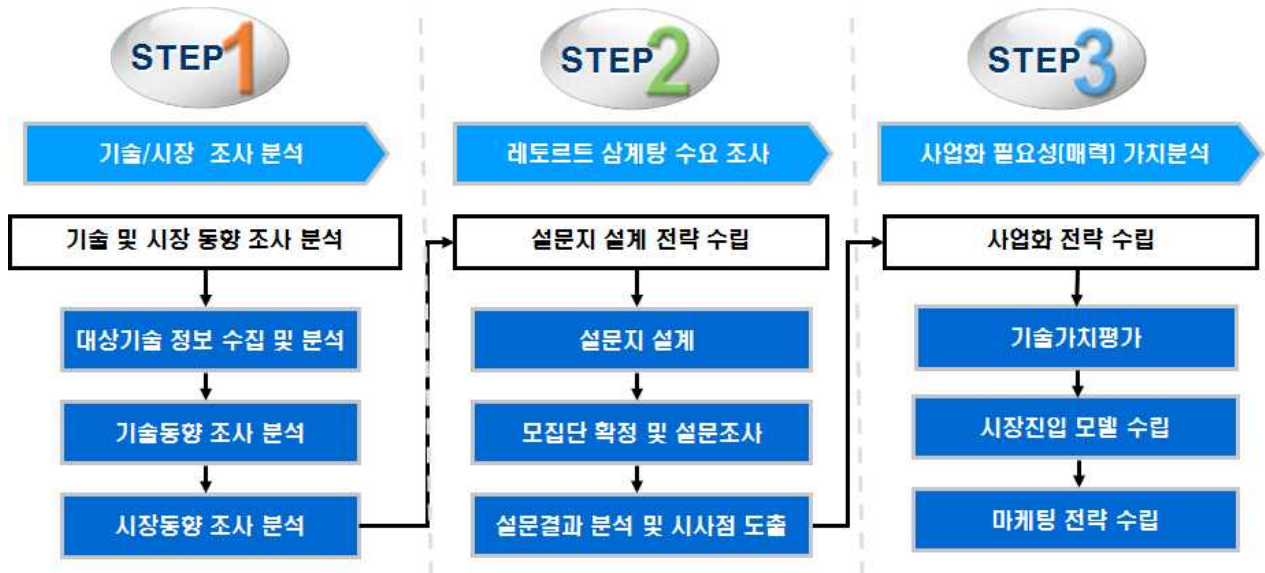 STEP1
기술/시장 조사 분석
기술 및 시장 동향 조사 분석
대상기술 정보 수집 및 분석
기술동향 조사 분석
시장동향 조사 분석
STEP2
레토르트 삼계탕 수요 조사
설문지 설계 전략 수립
설문지 설계
모집단 확정 및 설문조사
설문결과 분석 및 시사점 도출
STEP3
사업화 필요성(매력) 가치분석
사업화 전략 수립
기술가치평가
시장진입 모델 수립
마케팅 전략 수립